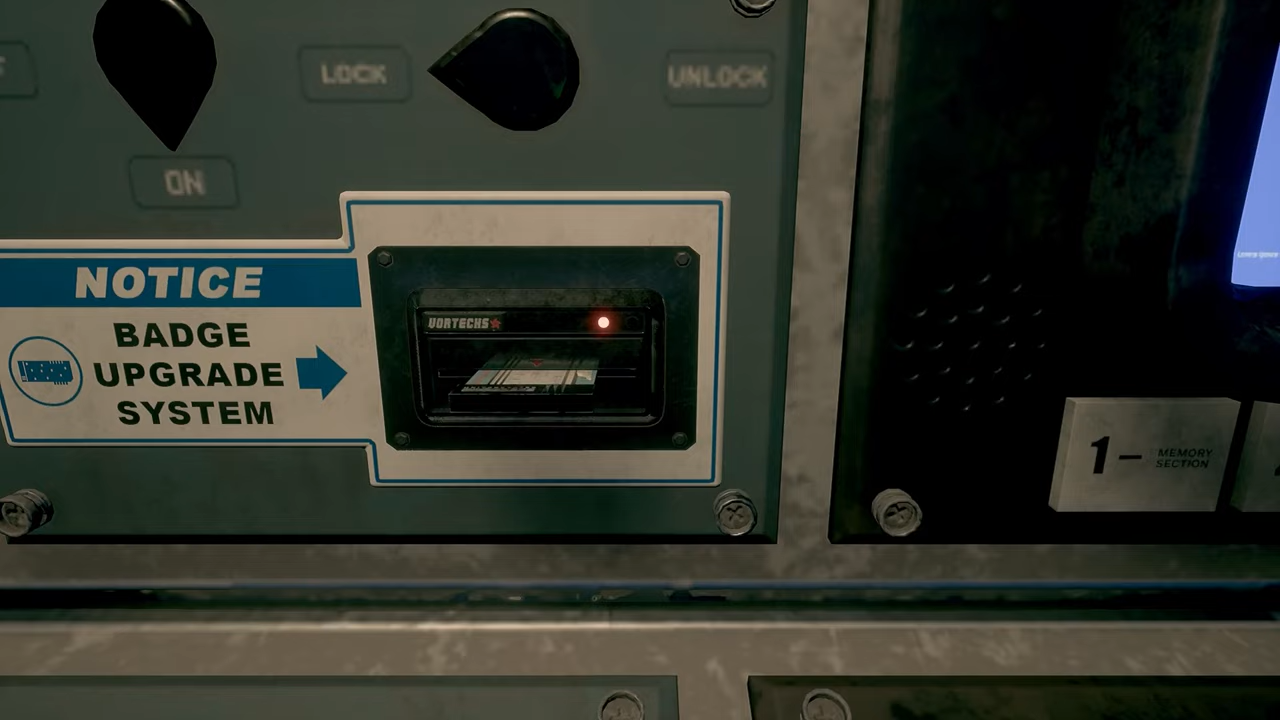 LOCK
UNLOCK
ON
NOTICE
BADGE
UPGRADE
SYSTEM
VORTECHS
1- MEMORY
SECTION